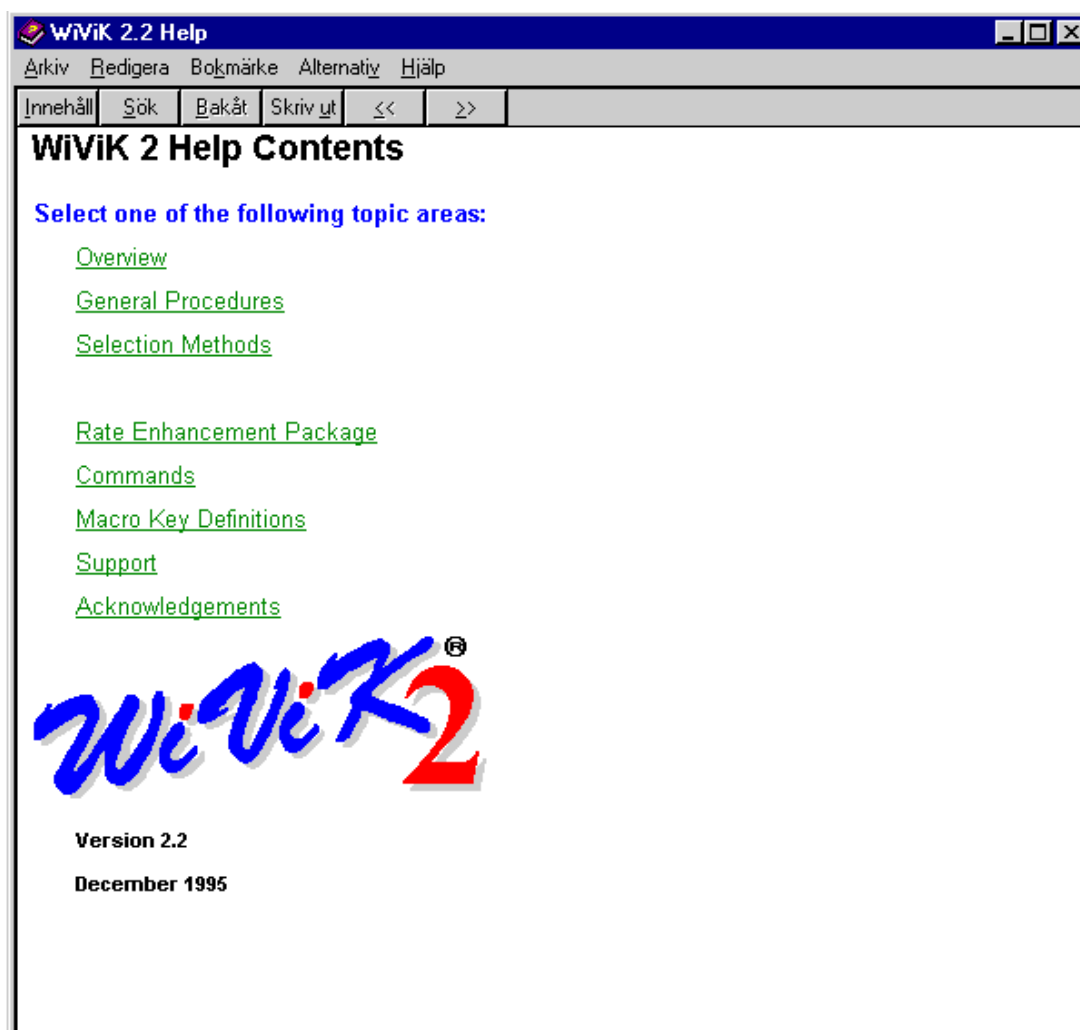 WiViK 2.2 Help
Arkiv Redigera Bokmärke Alternativ Hjälp
Innehåll Sök Bakåt Skriv ut << >>
WiViK 2 Help Contents
Select one of the following topic areas:
Overview
General Procedures
Selection Methods
Rate Enhancement Package
Commands
Macro Key Definitions
Support
Acknowledgements
WiViK 2 ®
Version 2.2
December 1995